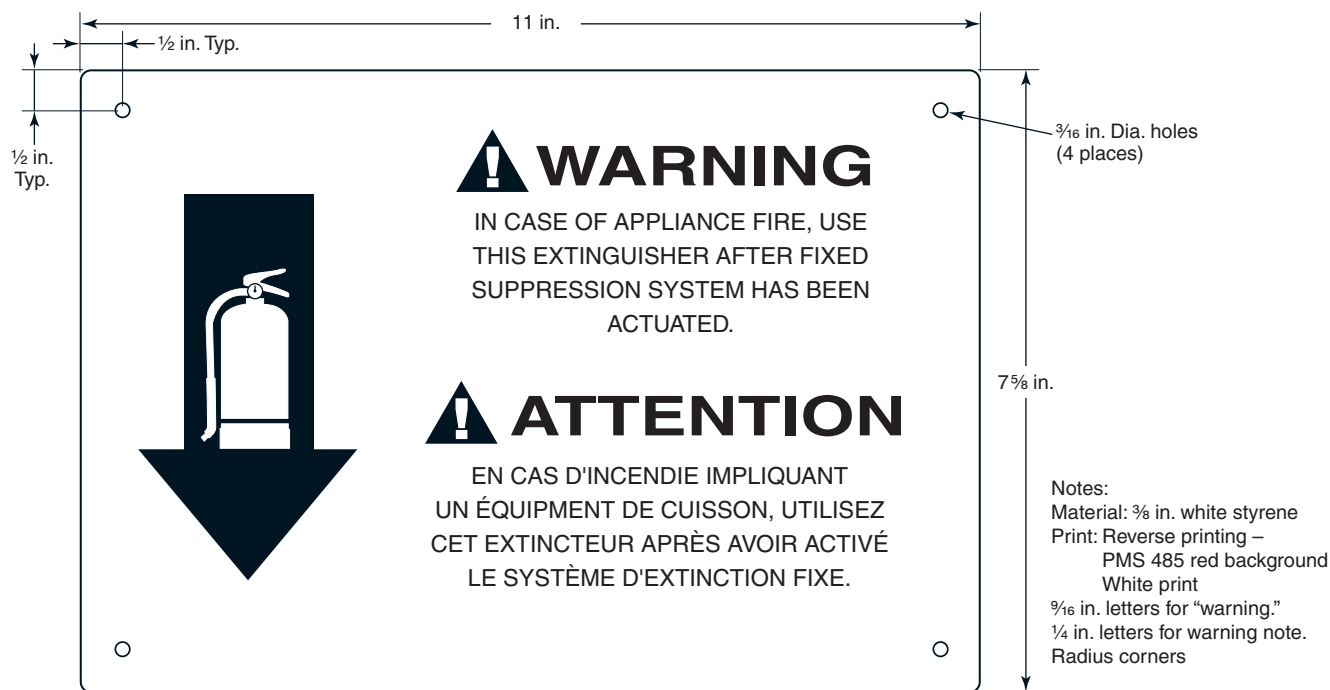 11 in.
½ in. Typ.
½ in.
Typ.
³⁄₁₆ in. Dia. holes
(4 places)
WARNING
IN CASE OF APPLIANCE FIRE, USE
THIS EXTINGUISHER AFTER FIXED
SUPPRESSION SYSTEM HAS BEEN
ACTUATED.
7⅝ in.
ATTENTION
EN CAS D'INCENDIE IMPLIQUANT
UN ÉQUIPMENT DE CUISSON, UTILISEZ
CET EXTINCTEUR APRÈS AVOIR ACTIVÉ
LE SYSTÈME D'EXTINCTION FIXE.
Notes:
Material: ⅜ in. white styrene
Print: Reverse printing –
PMS 485 red background
White print
⁹⁄₁₆ in. letters for “warning.”
¼ in. letters for warning note.
Radius corners